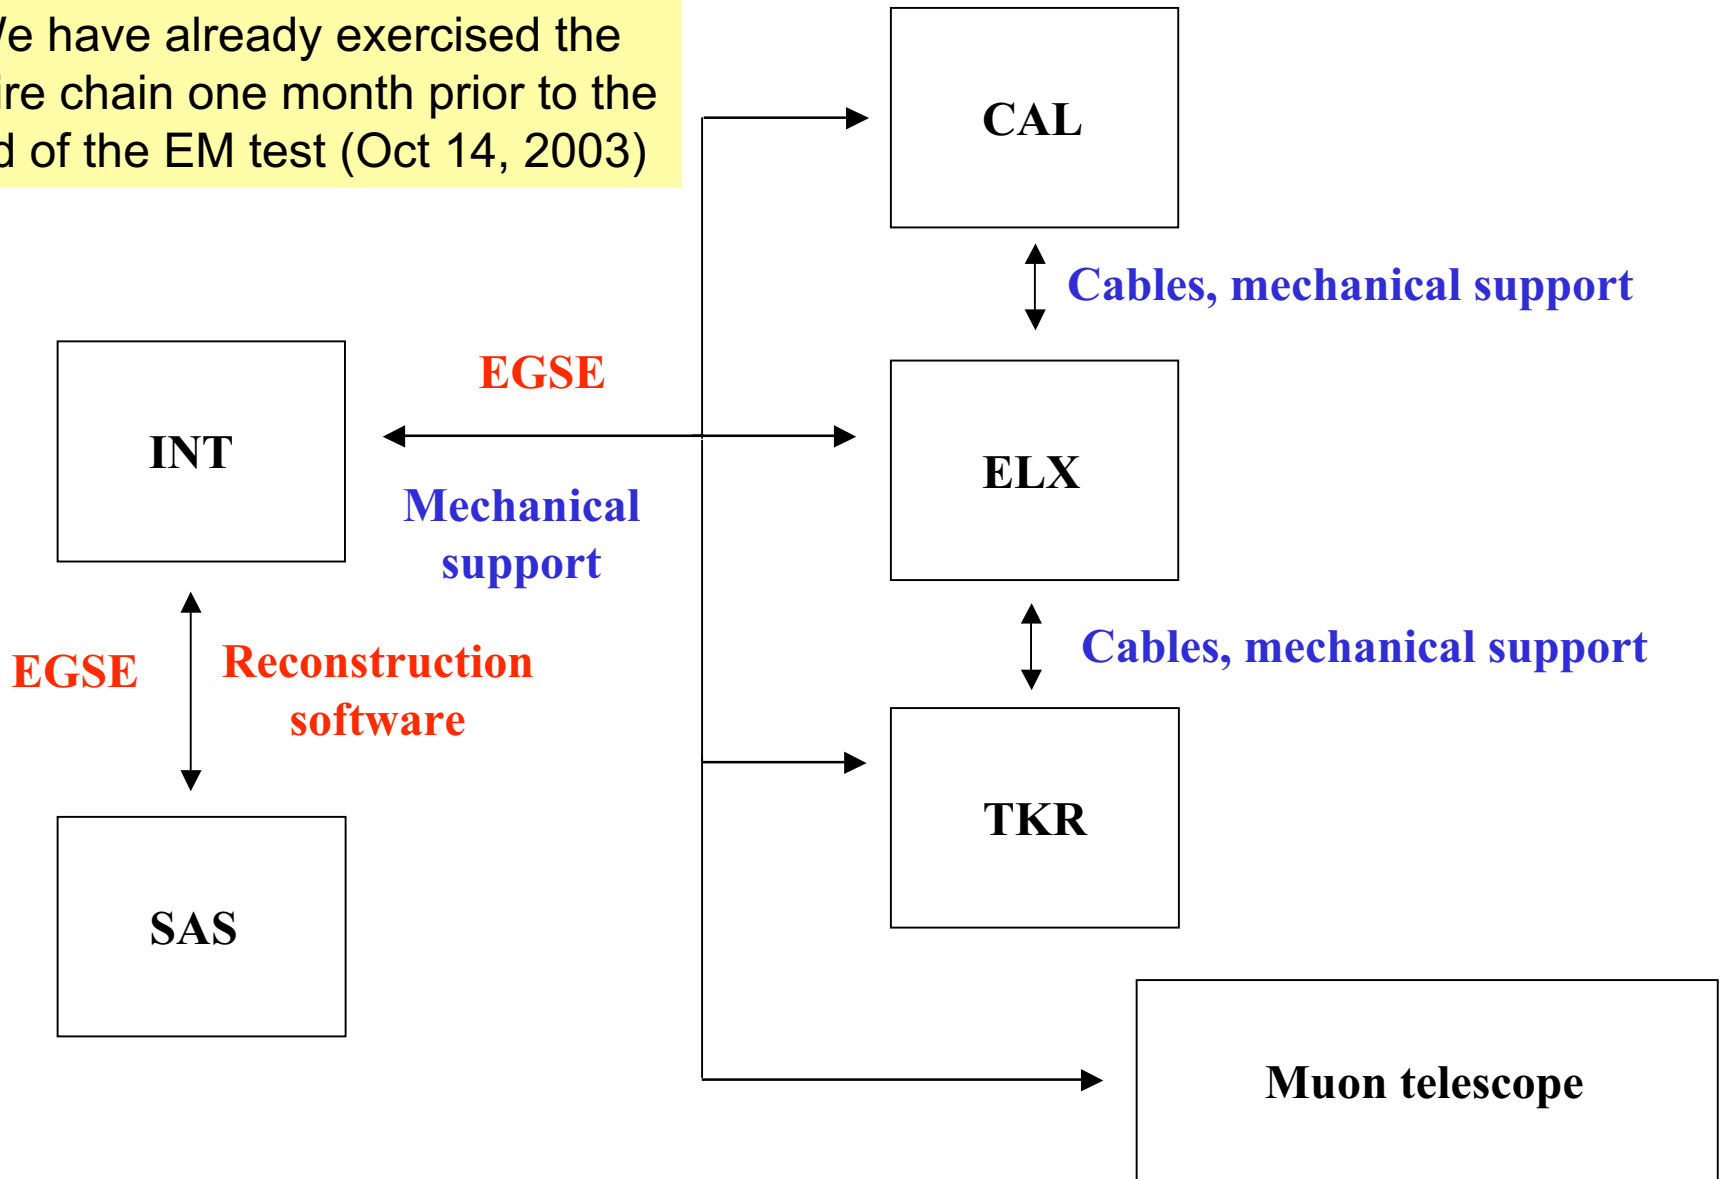 have already exercised the
chain one month prior to the
of the EM test (Oct 14, 2003)
CAL
Cables, mechanical support
EGSE
INT
ELX
Mechanical
support
Cables, mechanical support
EGSE
Reconstruction
software
TKR
SAS
Muon telescope